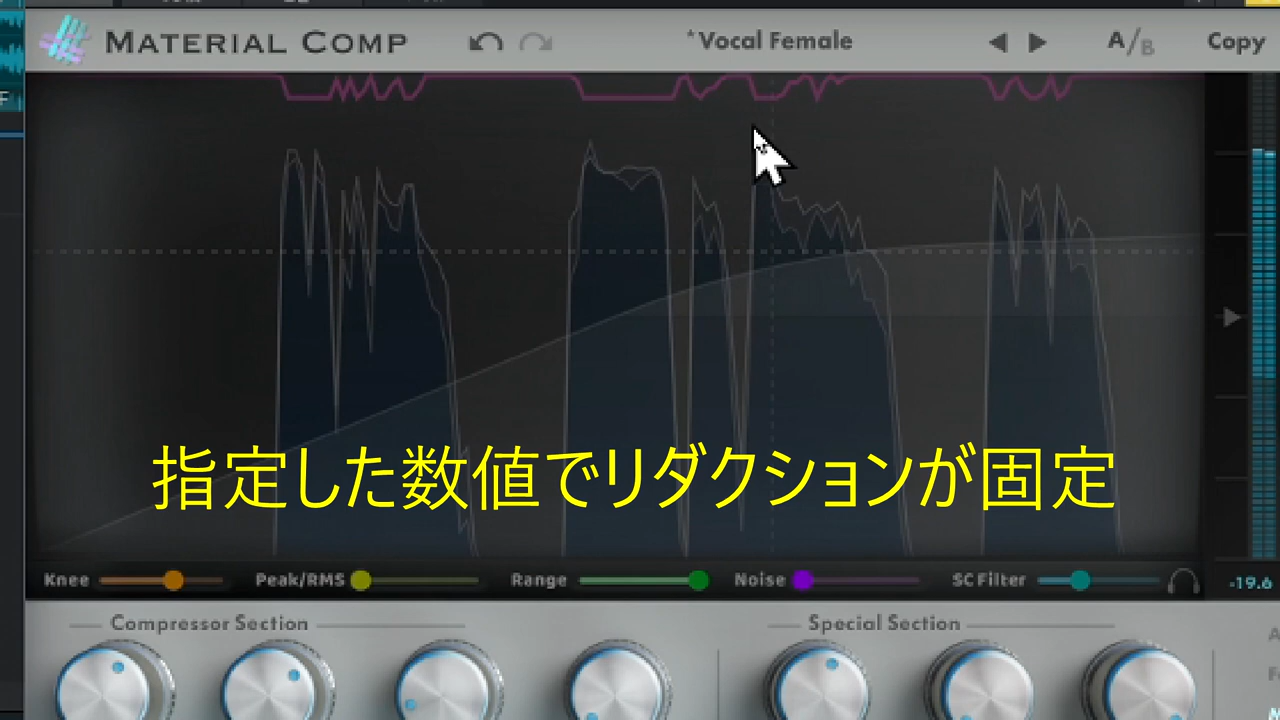 MATERIAL COMP
*Vocal Female
A/B
Copy
F
指定した数値でリダクションが固定
Knee
Peak/RMS
Range
Noise
SC Filter
-19.6
Compressor Section
Special Section